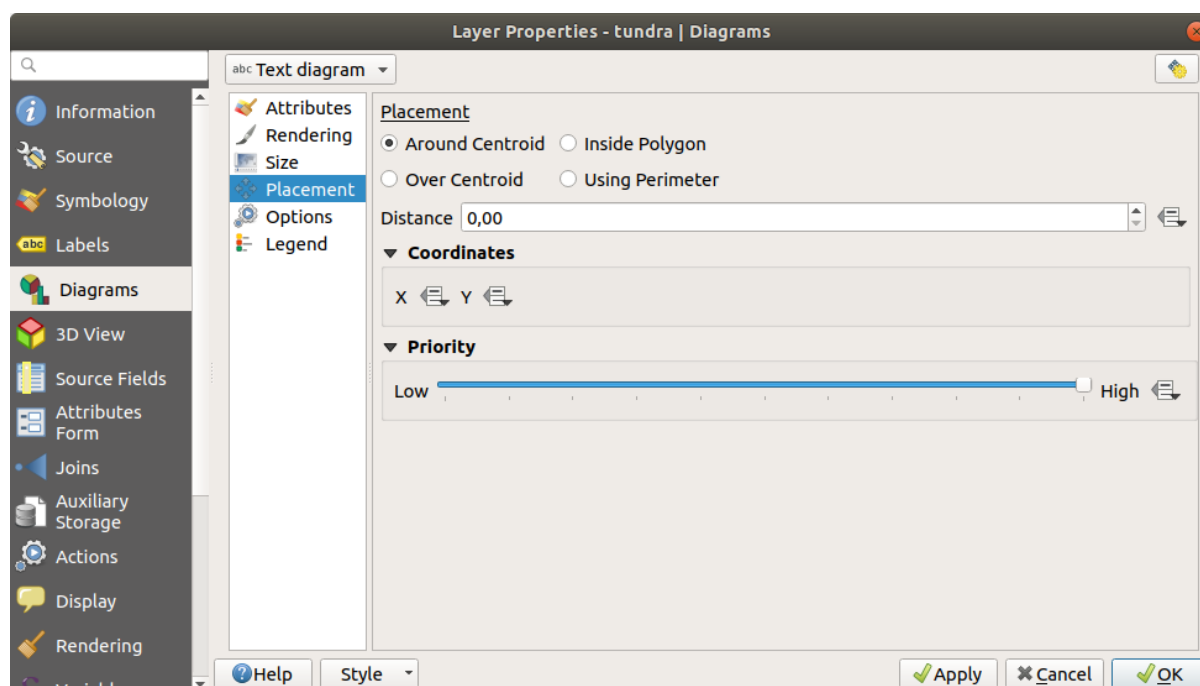 Layer Properties - tundra | Diagrams
Information
Source
Symbology
abc Labels
Diagrams
3D View
Source Fields
Attributes
Form
Joins
Auxiliary
Storage
Actions
Display
Rendering
abc Text diagram
Attributes
Rendering
Size
Placement
Options
Legend
Placement
Around Centroid Inside Polygon
Over Centroid Using Perimeter
Distance 0,00
Coordinates
X Y
Priority
Low High
Help Style Apply Cancel OK